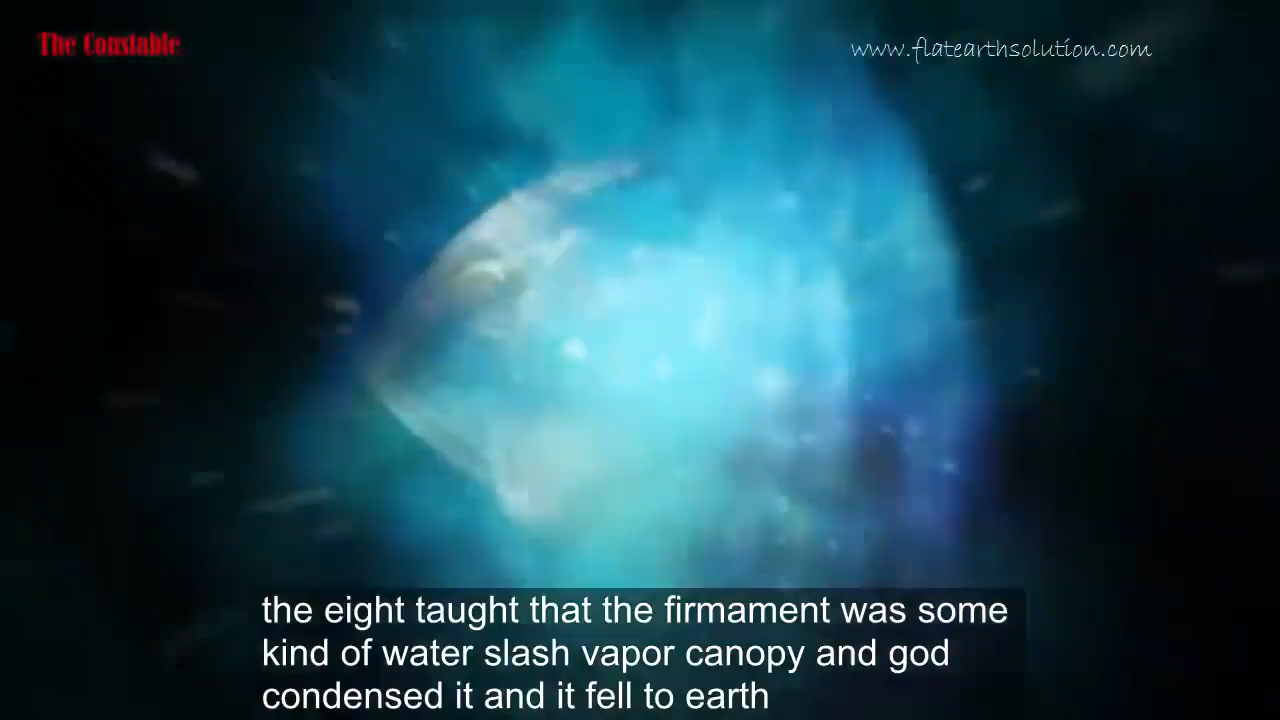 The Constable
www.flatearthsolution.com
the eight taught that the firmament was some
kind of water slash vapor canopy and god
condensed it and it fell to earth